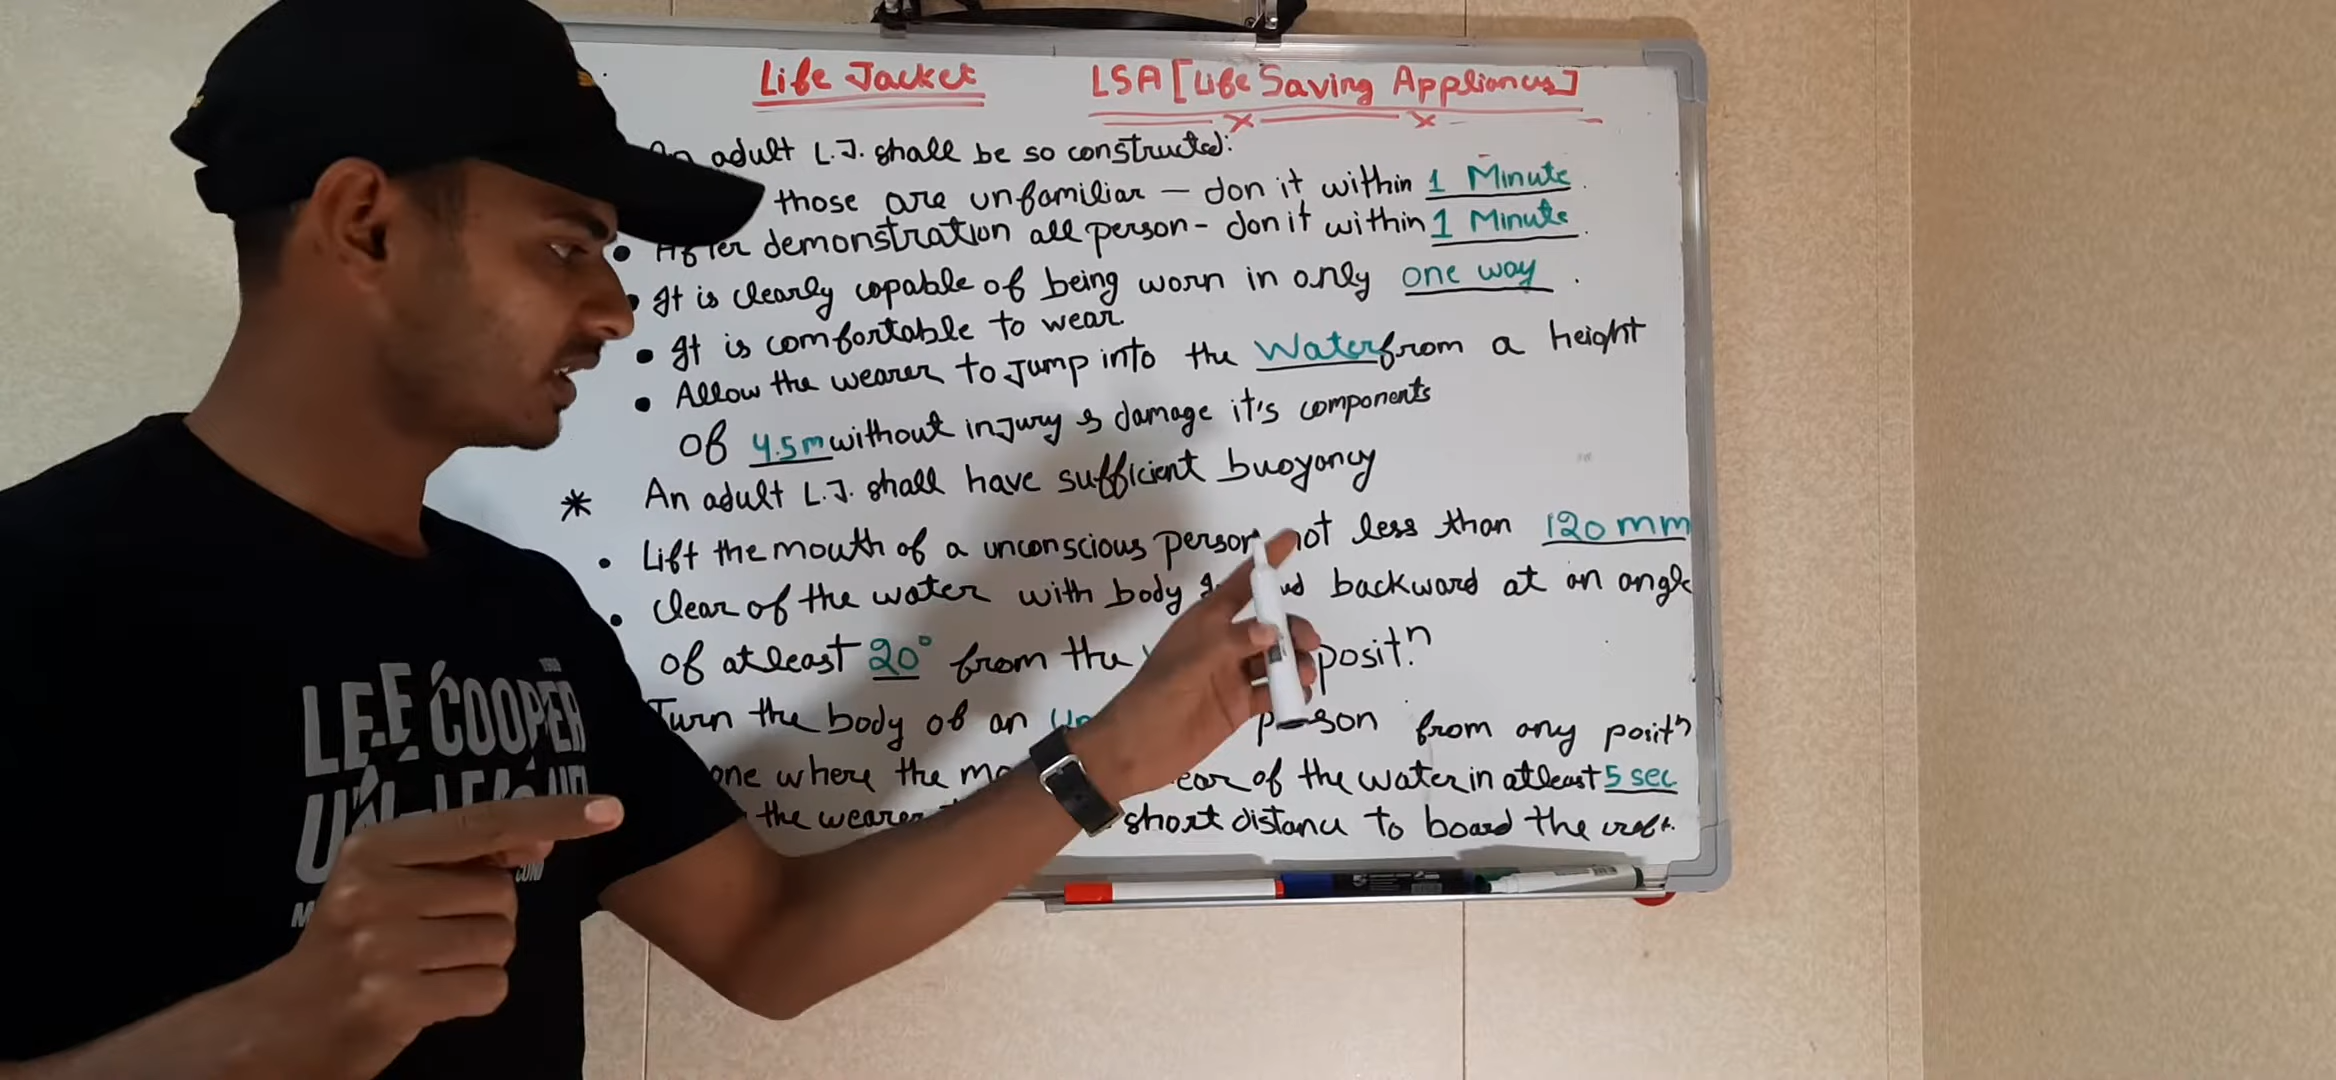 Life Jacket LSA [Life Saving Appliances]
An adult L.J. shall be so constructed:
those are unfamiliar — don it within 1 Minute.
• After demonstration all person - don it within 1 Minute.
• It is clearly capable of being worn in only one way.
• It is comfortable to wear
• Allow the wearer to Jump into the Water from a height
of 4.5m without injury & damage it's components
* An adult L.J. shall have sufficient buoyancy
• Lift the mouth of a unconscious person not less than 120 mm
• clear of the water with body backward at an angle
of atleast 20° from the posit.n
Turn the body of an person from any positn
one where the of the water in atleast 5 sec
the wearer short distance to board the craft.
LEE COOPER